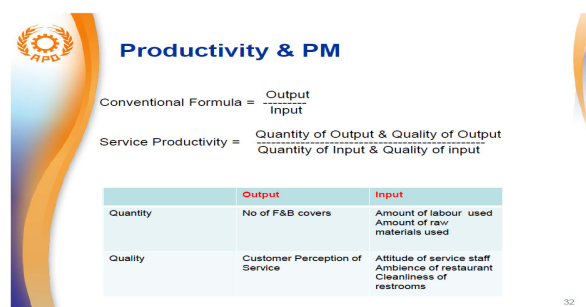 APO
Productivity & PM
Conventional Formula = Output
---------
Input
Service Productivity = Quantity of Output & Quality of Output
------------------------------------------------
Quantity of Input & Quality of input
Output Input
Quantity No of F&B covers Amount of labour used
Amount of raw
materials used
Quality Customer Perception of Attitude of service staff
Service Ambience of restaurant
Cleanliness of
restrooms
32